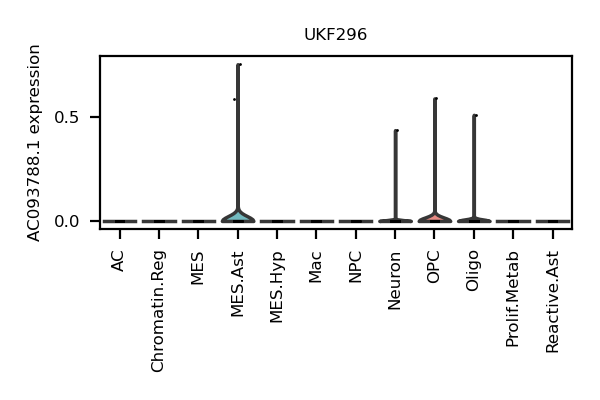 UKF296
AC093788.1 expression
0.5
0.0
AC
Chromatin.Reg
MES
MES.Ast
MES.Hyp
Mac
NPC
Neuron
OPC
Oligo
Prolif.Metab
Reactive.Ast